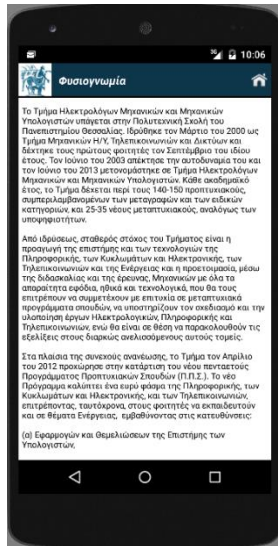 36 10:06
Φυσιογνωμία
Το Τμήμα Ηλεκτρολόγων Μηχανικών και Μηχανικών
Υπολογιστών υπάγεται στην Πολυτεχνική Σχολή του
Πανεπιστημίου Θεσσαλίας. Ιδρύθηκε τον Μάρτιο του 2000 ως
Τμήμα Μηχανικών Η/Υ, Τηλεπικοινωνιών και Δικτύων και
δέχτηκε τους πρώτους φοιτητές τον Σεπτέμβριο του ιδίου
έτους. Τον Ιούνιο του 2003 απέκτησε την αυτοδυναμία του και
τον Ιούνιο του 2013 μετονομάστηκε σε Τμήμα Ηλεκτρολόγων
Μηχανικών και Μηχανικών Υπολογιστών. Κάθε ακαδημαϊκό
έτος, το Τμήμα δέχεται περί τους 140-150 προπτυχιακούς,
συμπεριλαμβανομένων των μεταγραφών και των ειδικών
κατηγοριών, και 25-35 νέους μεταπτυχιακούς, αναλόγως των
υποψηφιοτήτων.
Από ιδρύσεως, σταθερός στόχος του Τμήματος είναι η
προαγωγή της επιστήμης και των τεχνολογιών της
Πληροφορικής, των Κυκλωμάτων και Ηλεκτρονικής, των
Τηλεπικοινωνιών και της Ενέργειας και η προετοιμασία, μέσω
της διδασκαλίας και της έρευνας, Μηχανικών με όλα τα
απαραίτητα εφόδια, ηθικά και τεχνολογικά, που θα τους
επιτρέπουν να συμμετέχουν με επιτυχία σε μεταπτυχιακά
προγράμματα σπουδών, να υποστηρίζουν τον σχεδιασμό και την
υλοποίηση έργων Ηλεκτρολογικών, Πληροφορικής και
Τηλεπικοινωνιών, ενώ θα είναι σε θέση να παρακολουθούν τις
εξελίξεις στους διαρκώς ανελισσόμενους αυτούς τομείς.
Στα πλαίσια της συνεχούς ανανέωσης, το Τμήμα τον Απρίλιο
του 2012 προχώρησε στην κατάρτιση του νέου πενταετούς
Προγράμματος Προπτυχιακών Σπουδών (Π.Π.Σ.). Το νέο
Πρόγραμμα καλύπτει ένα ευρύ φάσμα της Πληροφορικής, των
Κυκλωμάτων και Ηλεκτρονικής, και των Τηλεπικοινωνιών,
επιτρέποντας, ταυτόχρονα, στους φοιτητές να εκπαιδευτούν
και σε θέματα Ενέργειας, εμβαθύνοντας στις κατευθύνσεις:
(α) Εφαρμογών και Θεμελιώσεων της Επιστήμης των
Υπολογιστών,